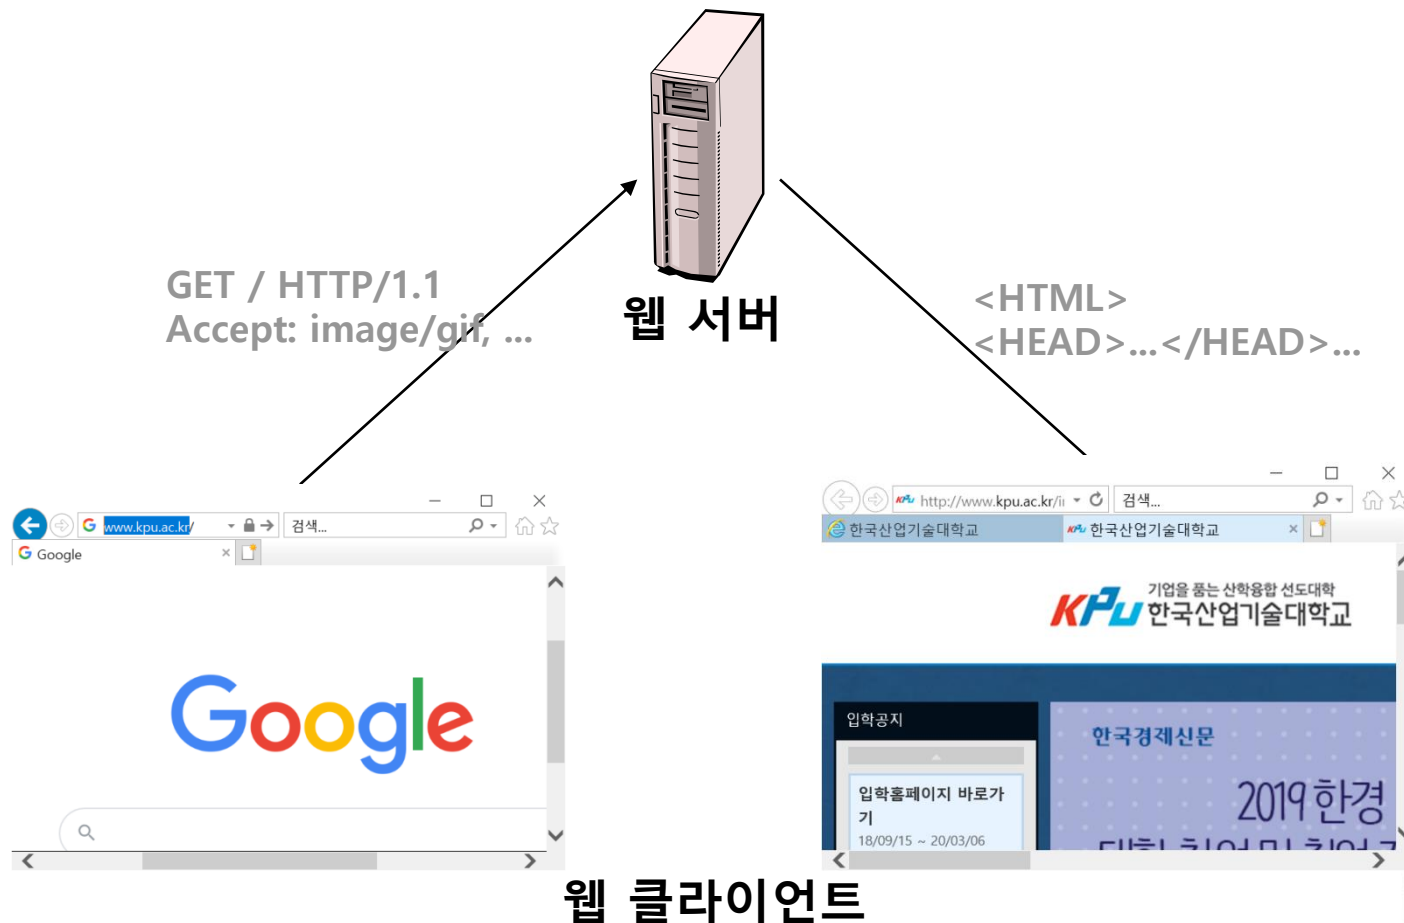 GET / HTTP/1.1
Accept: image/gif, ...
웹 서버
<HTML>
<HEAD>...</HEAD>...
www.kpu.ac.kr/
검색...
Google
Google
http://www.kpu.ac.kr/ii
검색...
한국산업기술대학교
한국산업기술대학교
기업을 품는 산학융합 선도대학
KPU 한국산업기술대학교
입학공지
입학홈페이지 바로가
기
18/09/15 ~ 20/03/06
한국경제신문
2019 한경
웹 클라이언트